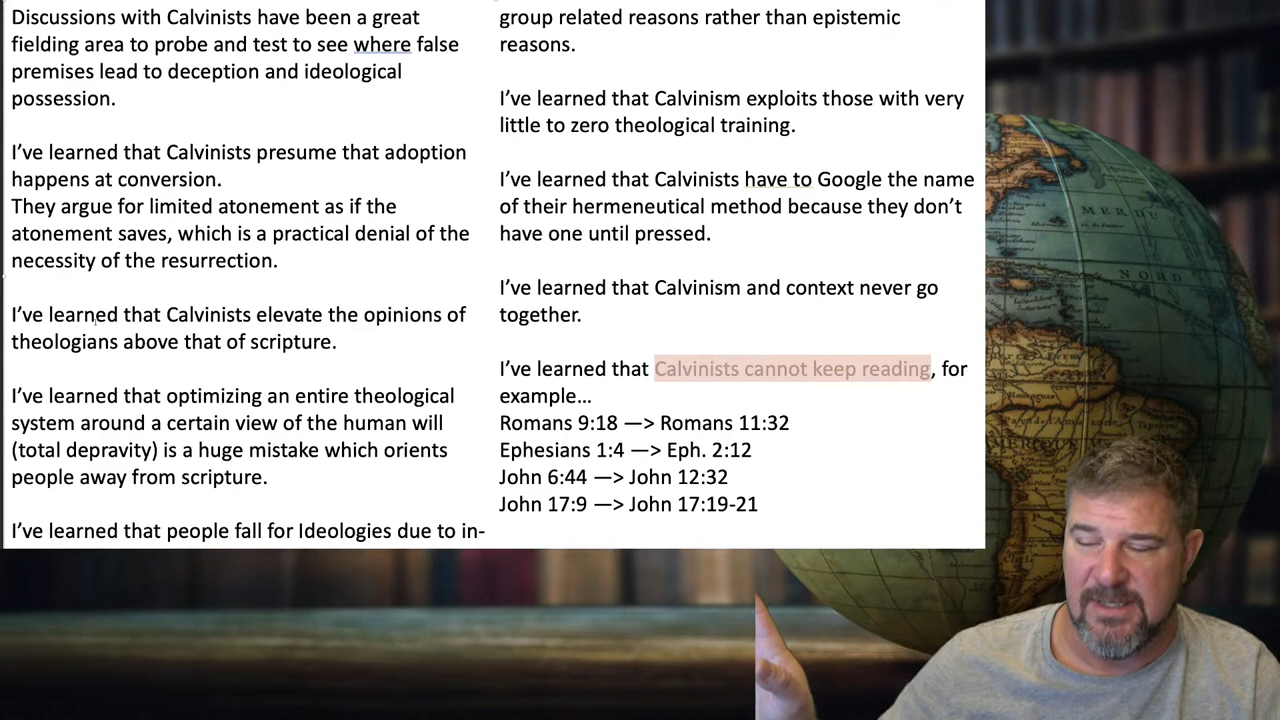 Discussions with Calvinists have been a great
fielding area to probe and test to see where false
premises lead to deception and ideological
possession.
I've learned that Calvinists presume that adoption
happens at conversion.
They argue for limited atonement as if the
atonement saves, which is a practical denial of the
necessity of the resurrection.
I've learned that Calvinists elevate the opinions of
theologians above that of scripture.
I've learned that optimizing an entire theological
system around a certain view of the human will
(total depravity) is a huge mistake which orients
people away from scripture.
I've learned that people fall for Ideologies due to in-
group related reasons rather than epistemic
reasons.
I've learned that Calvinism exploits those with very
little to zero theological training.
I've learned that Calvinists have to Google the name
of their hermeneutical method because they don't
have one until pressed.
I've learned that Calvinism and context never go
together.
I've learned that Calvinists cannot keep reading, for
example…
Romans 9:18 —> Romans 11:32
Ephesians 1:4 —> Eph. 2:12
John 6:44 —> John 12:32
John 17:9 —> John 17:19-21
MERDU
NORD